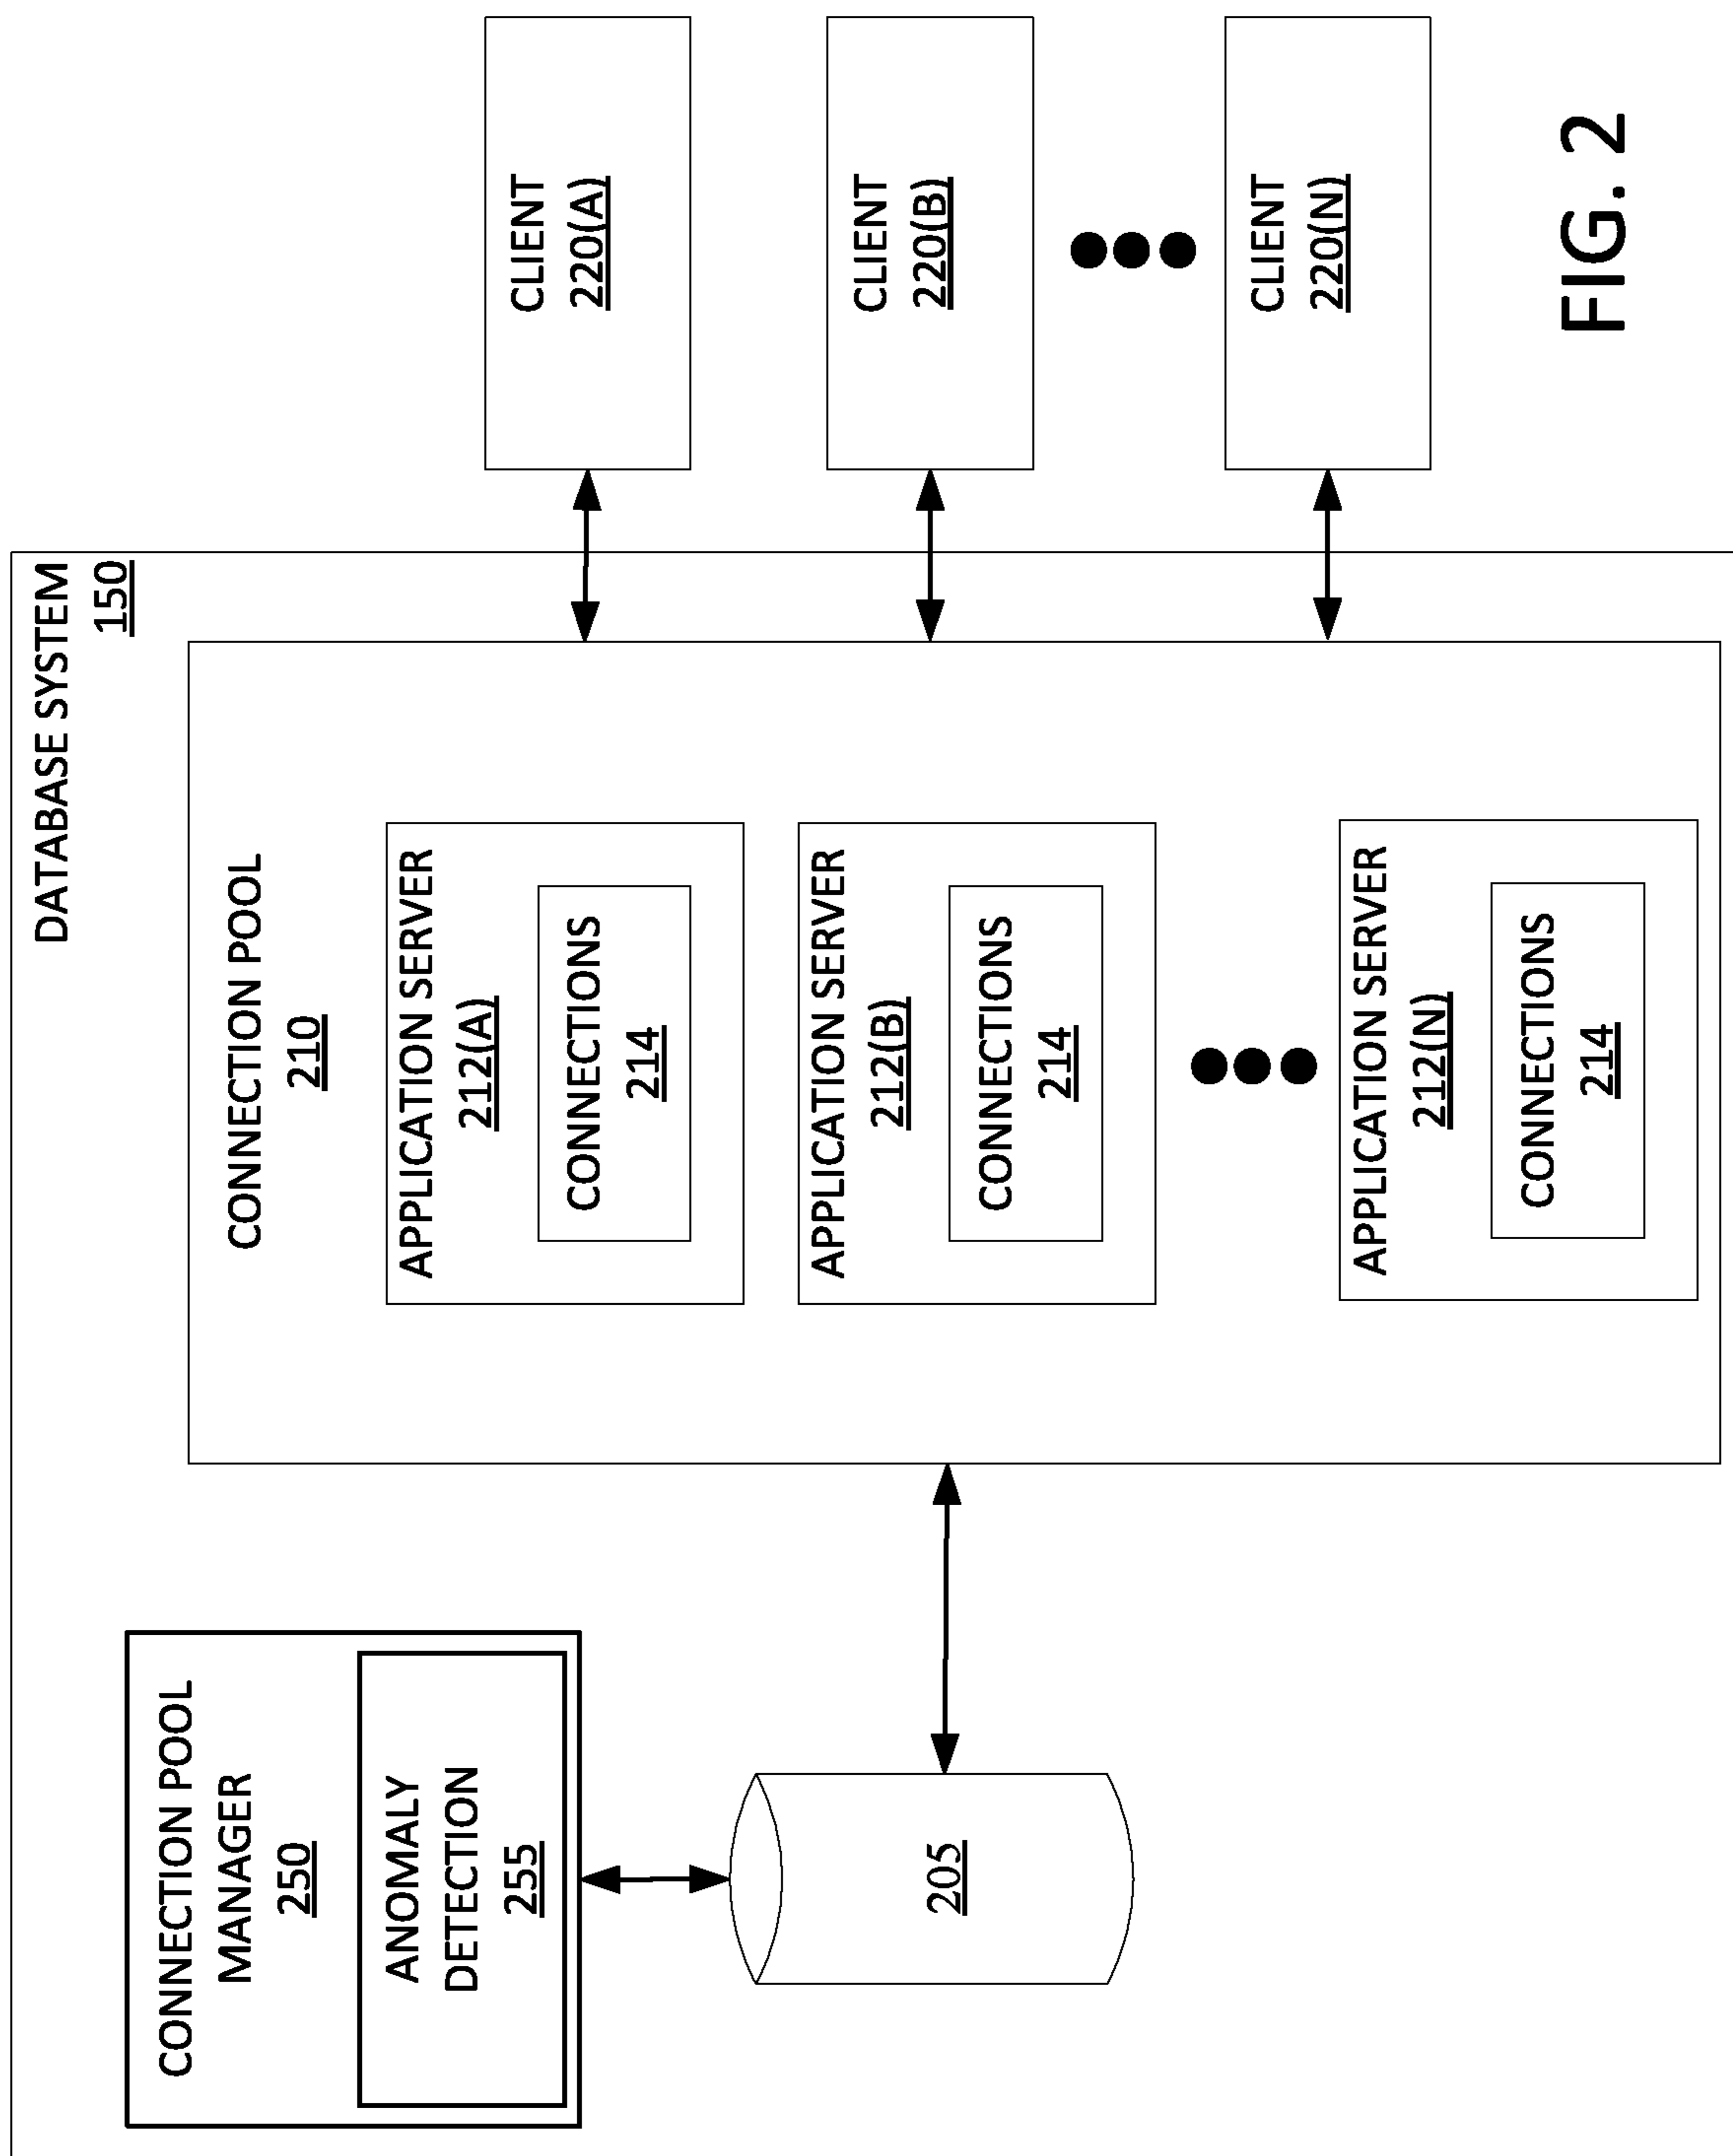 DATABASE SYSTEM
150
CONNECTION POOL
MANAGER
250
ANOMALY
DETECTION
255
205
CONNECTION POOL
210
APPLICATION SERVER
212(A)
CONNECTIONS
214
APPLICATION SERVER
212(B)
CONNECTIONS
214
APPLICATION SERVER
212(N)
CONNECTIONS
214
CLIENT
220(A)
CLIENT
220(B)
CLIENT
220(N)
FIG. 2